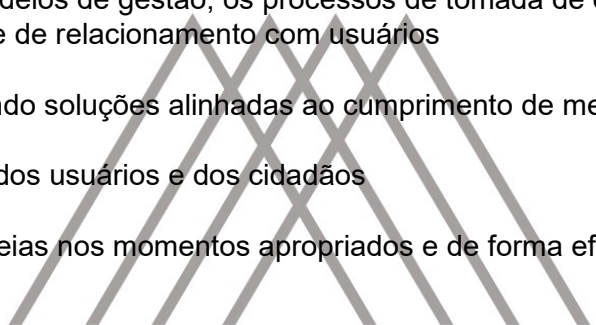 delos de gestão, os processos de tomada de
e de relacionamento com usuários
ndo soluções alinhadas ao cumprimento de me
dos usuários e dos cidadãos
eias nos momentos apropriados e de forma ef